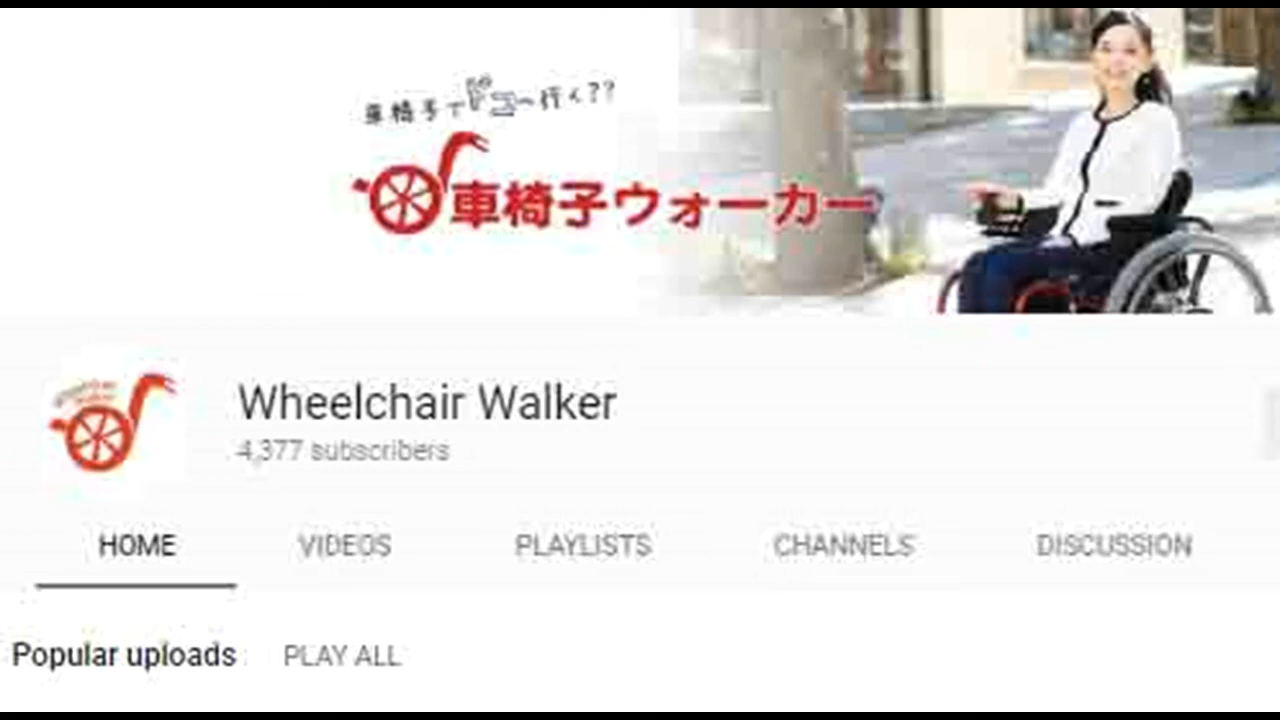 車椅子でドコへ行く??
車椅子ウォーカー
Wheelchair Walker
4,377 subscribers
HOME VIDEOS PLAYLISTS CHANNELS DISCUSSION
Popular uploads PLAY ALL